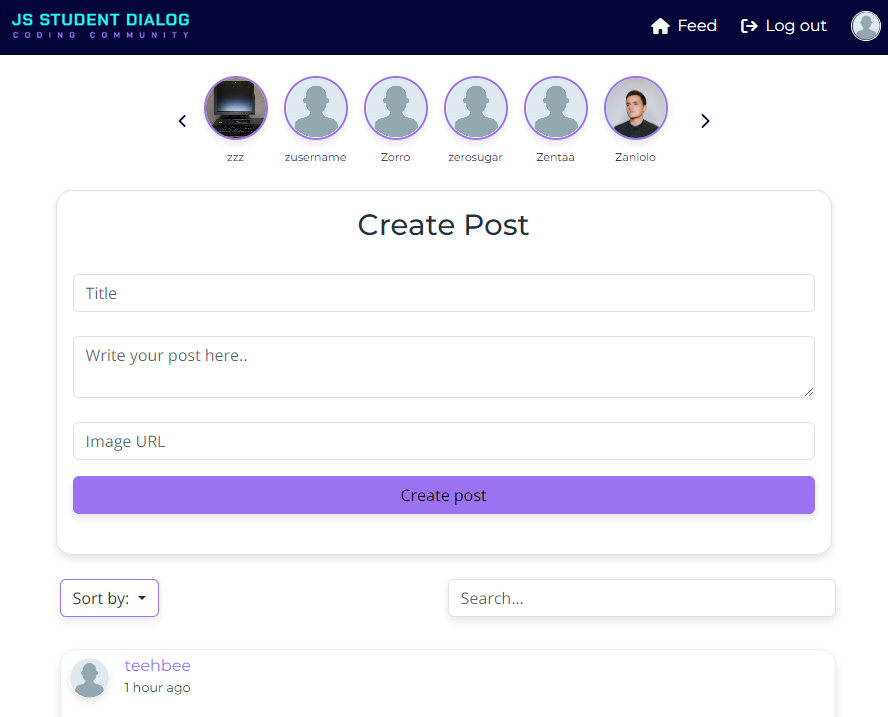 JS STUDENT DIALOG
CODING COMMUNITY
Feed
Log out
zzz
zusername
Zorro
zerosugar
Zentaa
Zaniolo
Create Post
Title
Write your post here..
Image URL
Create post
Sort by:
Search...
teehbee
1 hour ago